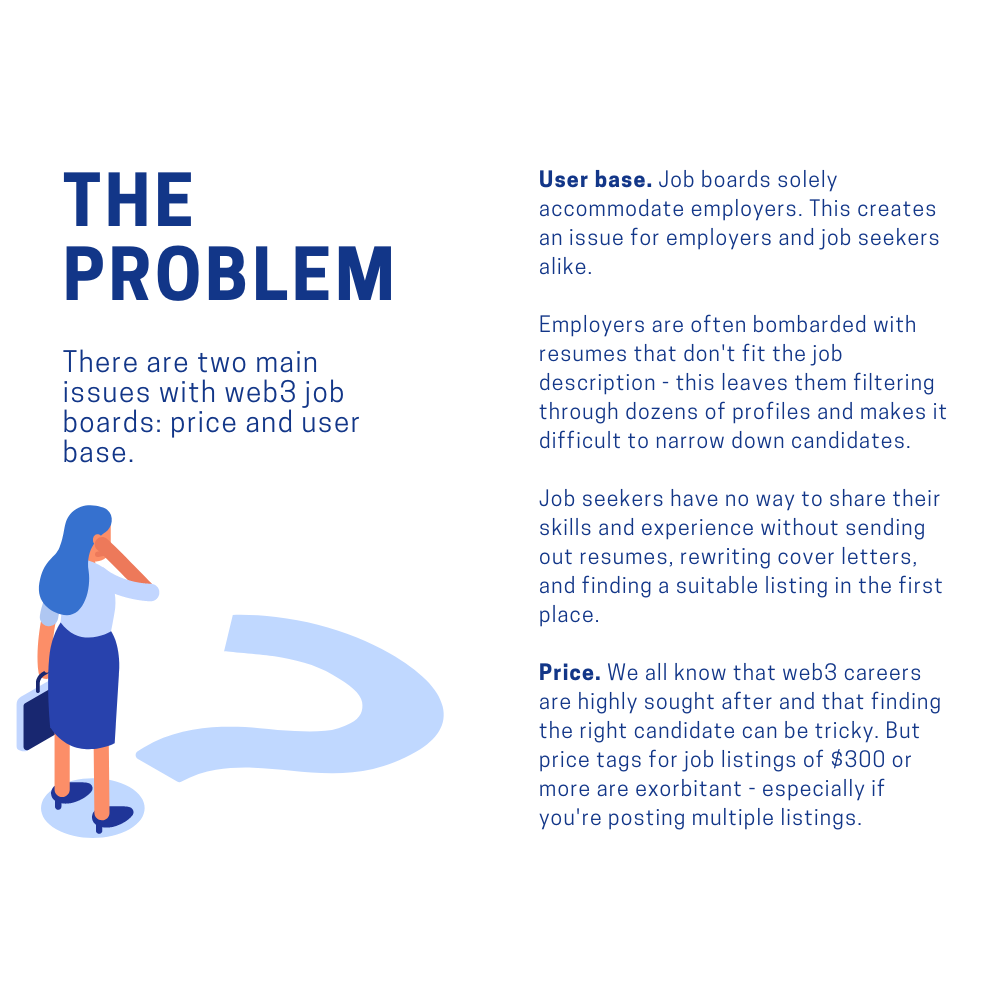 THE
PROBLEM
There are two main
issues with web3 job
boards: price and user
base.
User base. Job boards solely
accommodate employers. This creates
an issue for employers and job seekers
alike.
Employers are often bombarded with
resumes that don't fit the job
description - this leaves them filtering
through dozens of profiles and makes it
difficult to narrow down candidates.
Job seekers have no way to share their
skills and experience without sending
out resumes, rewriting cover letters,
and finding a suitable listing in the first
place.
Price. We all know that web3 careers
are highly sought after and that finding
the right candidate can be tricky. But
price tags for job listings of $300 or
more are exorbitant - especially if
you're posting multiple listings.